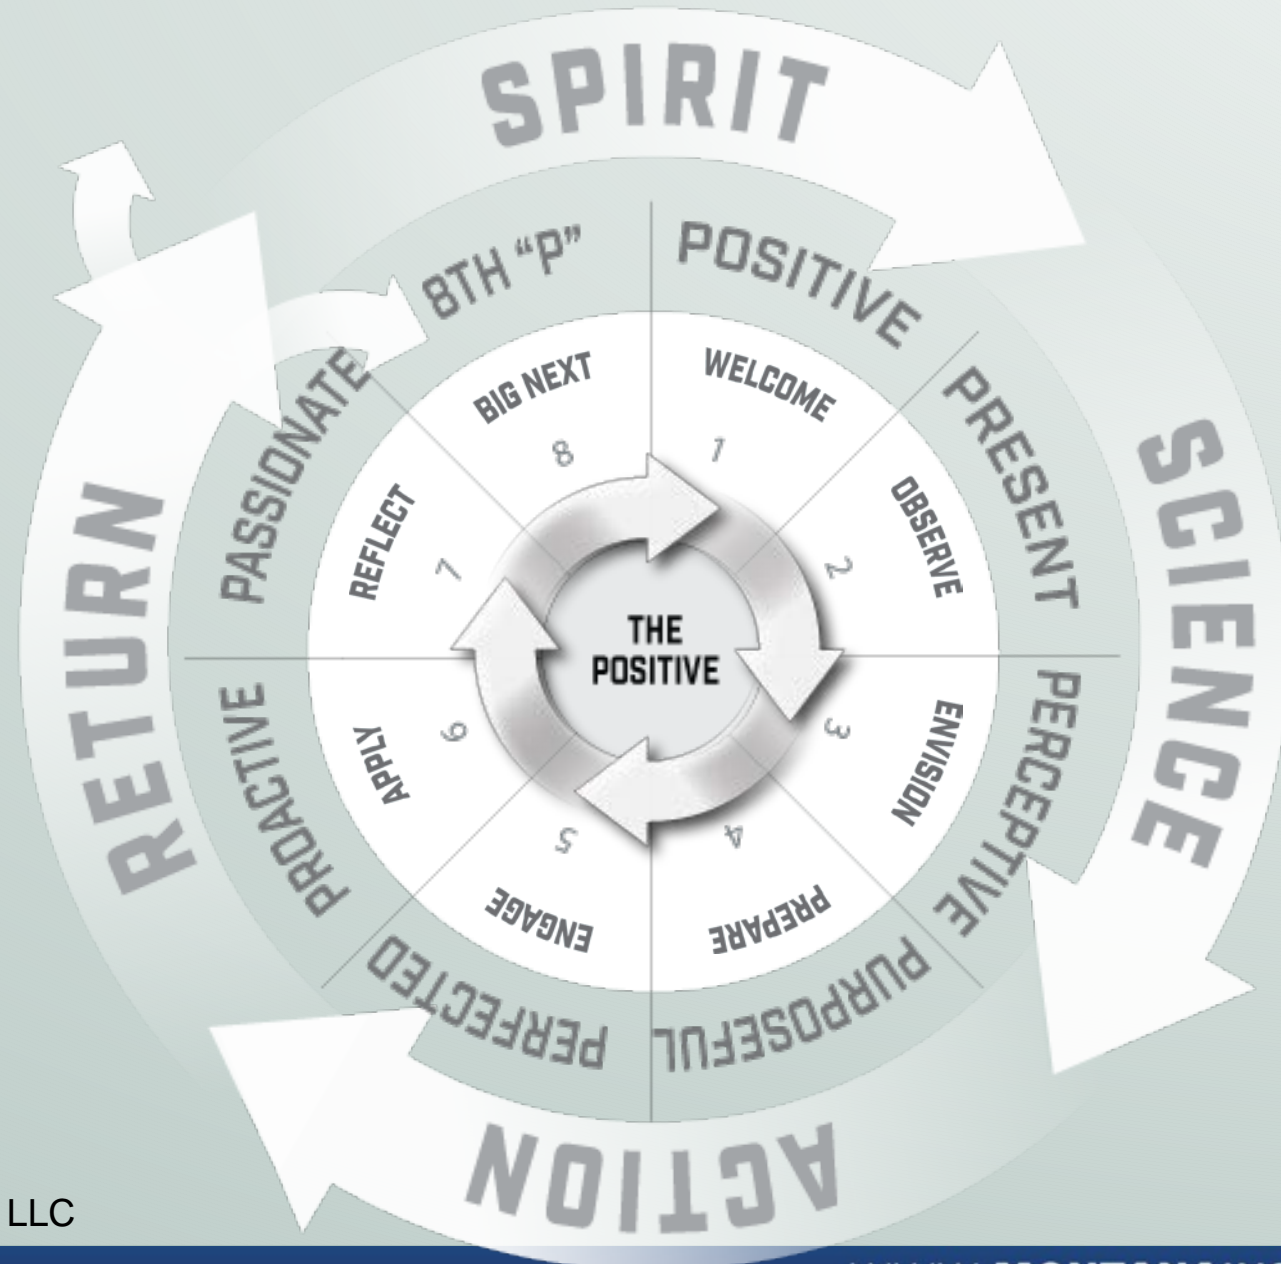 SPIRIT
SCIENCE
ACTION
RETURN
POSITIVE
PRESENT
PERCEPTIVE
PURPOSEFUL
PERFECTED
PROACTIVE
PASSIONATE
8TH “P”
WELCOME
1
OBSERVE
2
ENVISION
3
PREPARE
4
ENGAGE
5
APPLY
6
REFLECT
7
BIG NEXT
8
THE
POSITIVE
LLC